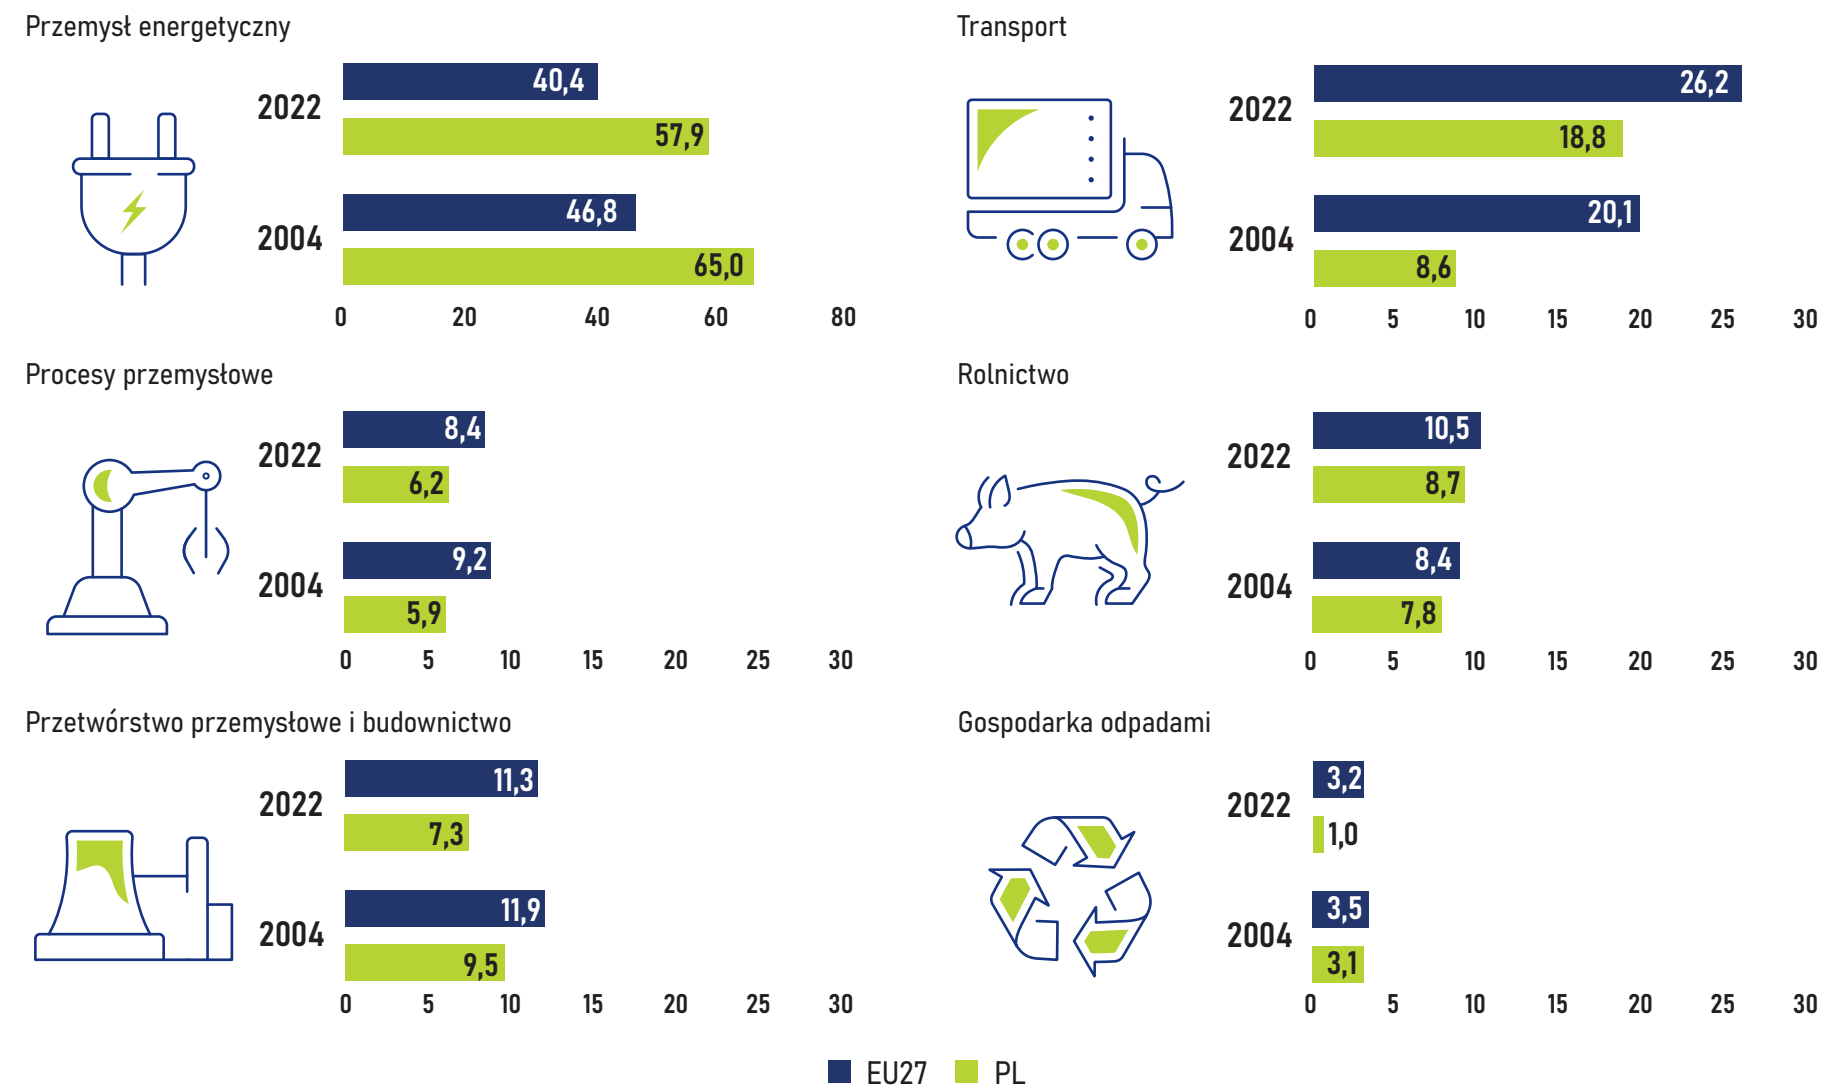 Przemysł energetyczny
2022
40,4
57,9
2004
46,8
65,0
0 20 40 60 80
Transport
2022
26,2
18,8
2004
20,1
8,6
0 5 10 15 20 25 30
Procesy przemysłowe
2022
8,4
6,2
2004
9,2
5,9
0 5 10 15 20 25 30
Rolnictwo
2022
10,5
8,7
2004
8,4
7,8
0 5 10 15 20 25 30
Przetwórstwo przemysłowe i budownictwo
2022
11,3
7,3
2004
11,9
9,5
0 5 10 15 20 25 30
Gospodarka odpadami
2022
3,2
1,0
2004
3,5
3,1
0 5 10 15 20 25 30
EU27 PL